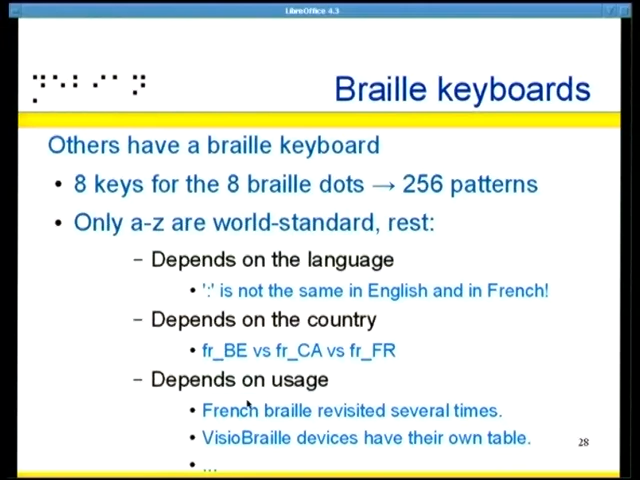 LibreOffice 4.3
⡙⠑⠃⠊⠁⠝
Braille keyboards
Others have a braille keyboard
• 8 keys for the 8 braille dots → 256 patterns
• Only a-z are world-standard, rest:
– Depends on the language
• ':' is not the same in English and in French!
– Depends on the country
• fr_BE vs fr_CA vs fr_FR
– Depends on usage
• French braille revisited several times.
• VisioBraille devices have their own table.
• ...
28